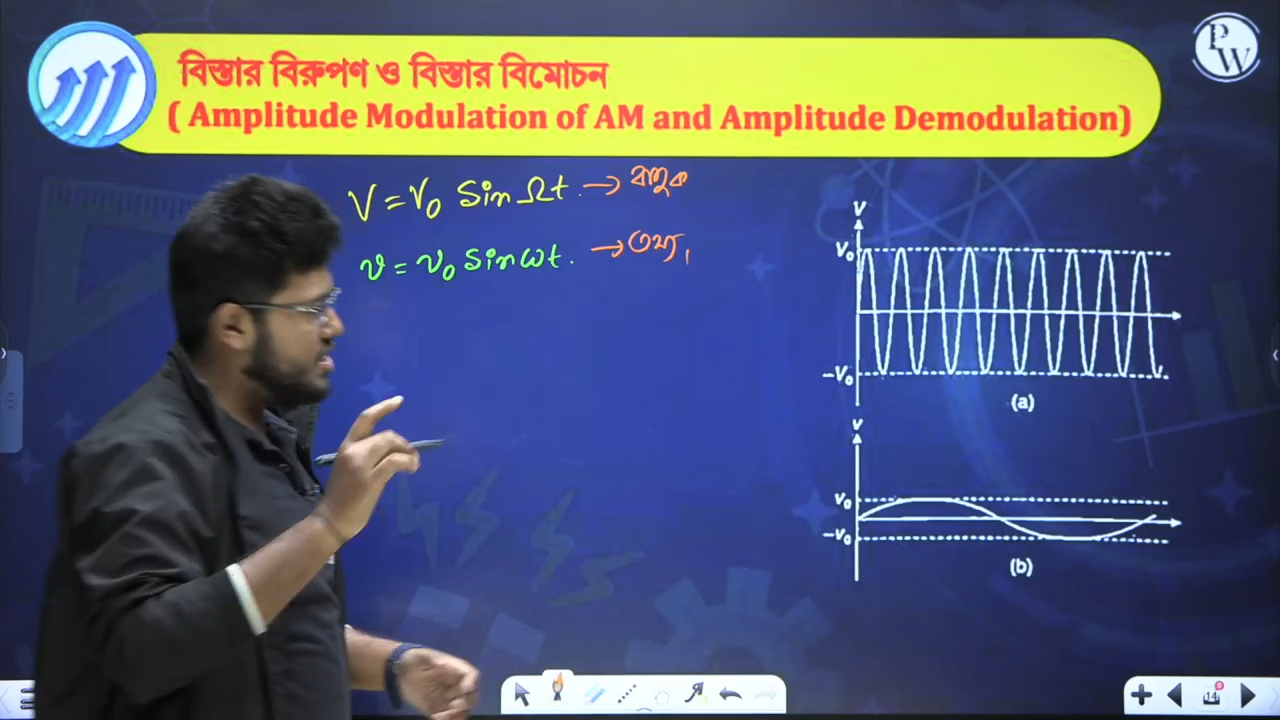 বিস্তার বিরুপণ ও বিস্তার বিমোচন
( Amplitude Modulation of AM and Amplitude Demodulation)
PW
V = V₀ Sin Ωt. → বাহক
v = v₀ Sin ωt. → তথ্য।
V
V₀
−V₀
(a)
v
v₀
−v₀
(b)
14